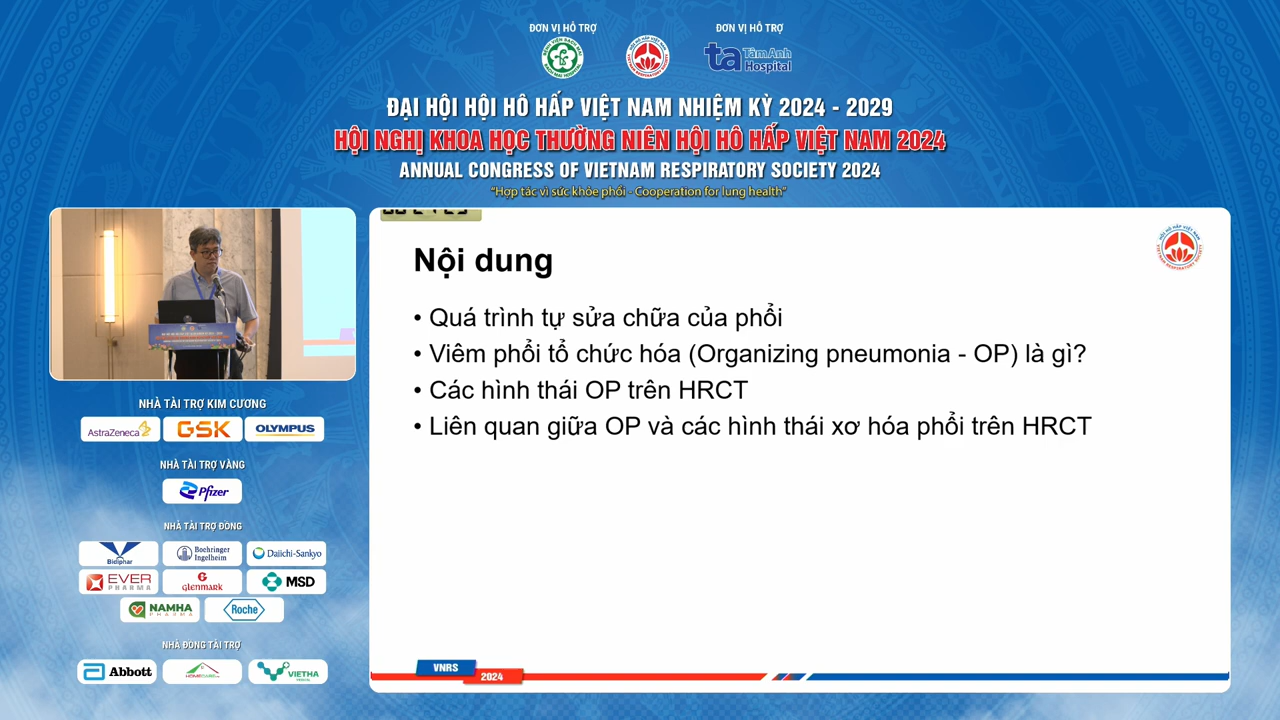 ĐƠN VỊ HỖ TRỢ
ĐƠN VỊ HỖ TRỢ
ta TâmAnh Hospital
ĐẠI HỘI HỘI HÔ HẤP VIỆT NAM NHIỆM KỲ 2024 - 2029
HỘI NGHỊ KHOA HỌC THƯỜNG NIÊN HỘI HÔ HẤP VIỆT NAM 2024
ANNUAL CONGRESS OF VIETNAM RESPIRATORY SOCIETY 2024
“Hợp tác vì sức khỏe phổi - Cooperation for lung health”
Nội dung
• Quá trình tự sửa chữa của phổi
• Viêm phổi tổ chức hóa (Organizing pneumonia - OP) là gì?
• Các hình thái OP trên HRCT
• Liên quan giữa OP và các hình thái xơ hóa phổi trên HRCT
VNRS
2024
NHÀ TÀI TRỢ KIM CƯƠNG
AstraZeneca GSK OLYMPUS
NHÀ TÀI TRỢ VÀNG
Pfizer
NHÀ TÀI TRỢ ĐỒNG
Bidiphar Boehringer Ingelheim Daiichi-Sankyo
EVER PHARMA GLENMARK MSD
NAMHA PHARMA Roche
NHÀ ĐỒNG TÀI TRỢ
Abbott VIETHA